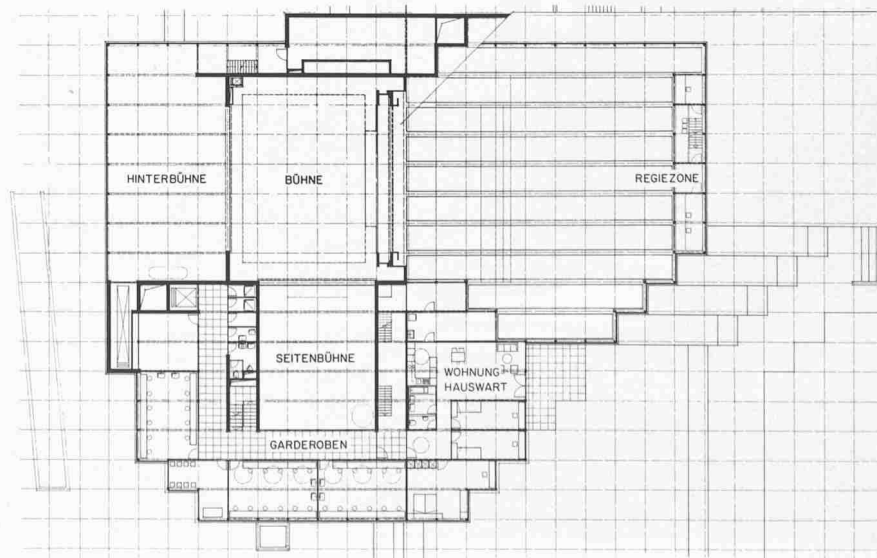 HINTERBÜHNE
BÜHNE
REGIEZONE
SEITENBÜHNE
WOHNUNG
HAUSWART
GARDEROBEN